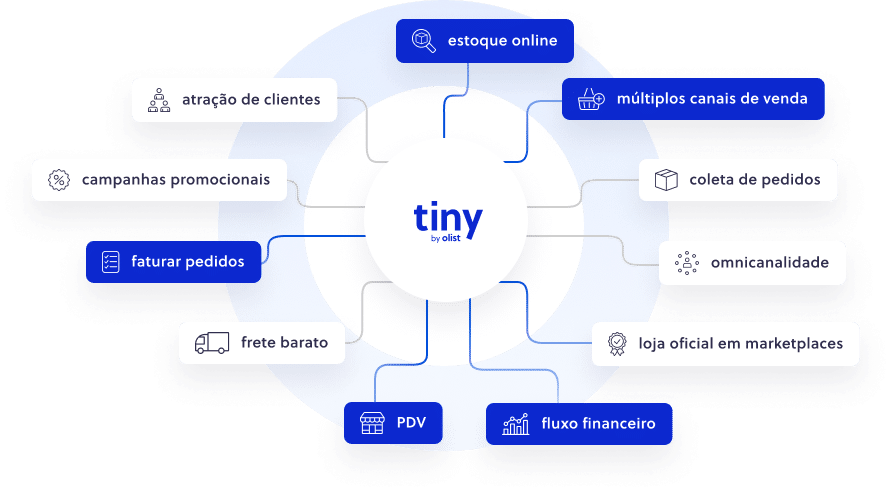 estoque online
múltiplos canais de venda
atração de clientes
campanhas promocionais
coleta de pedidos
tiny
by olist
faturar pedidos
omnicanalidade
frete barato
loja oficial em marketplaces
PDV
fluxo financeiro